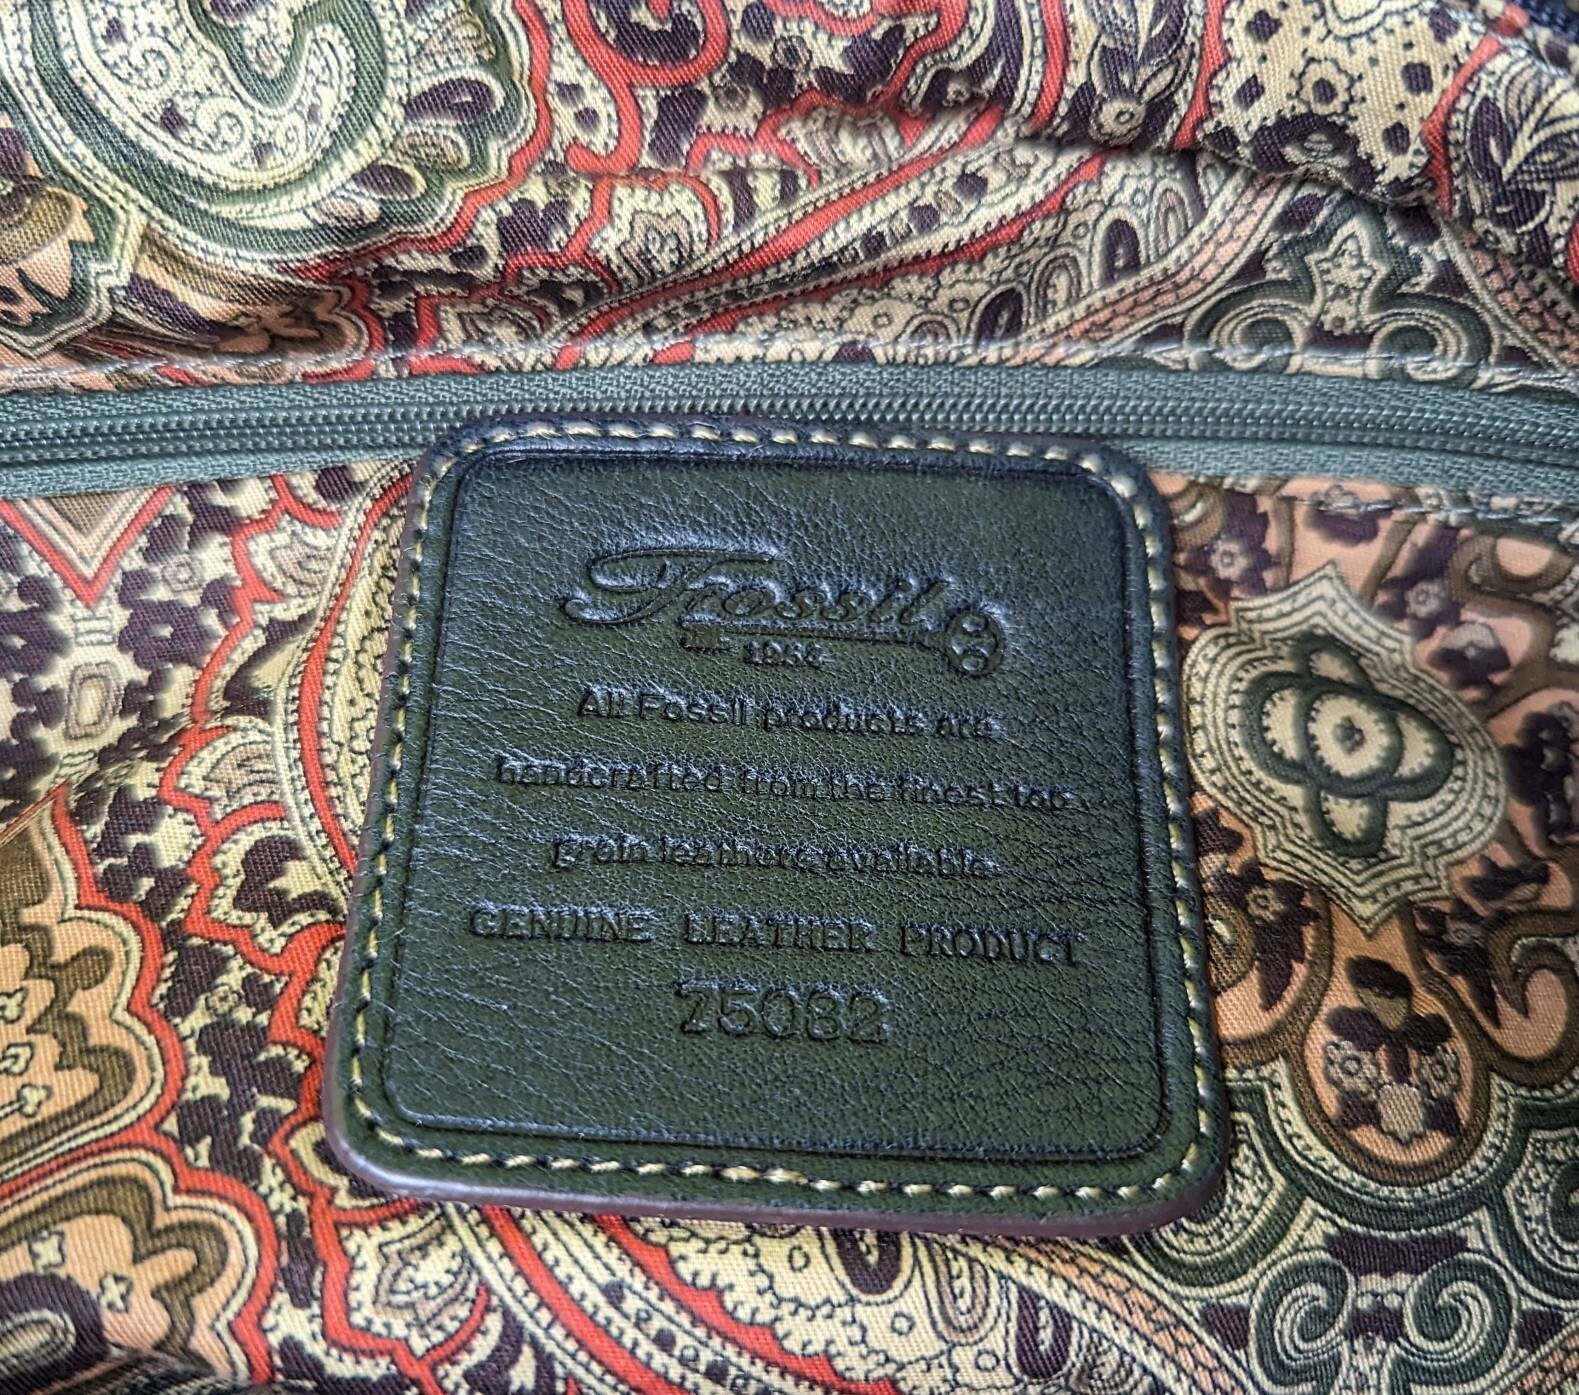 Fossil
1954
All Fossil products are
handcrafted from the finest top
grain leathers available
GENUINE LEATHER PRODUCT
75082